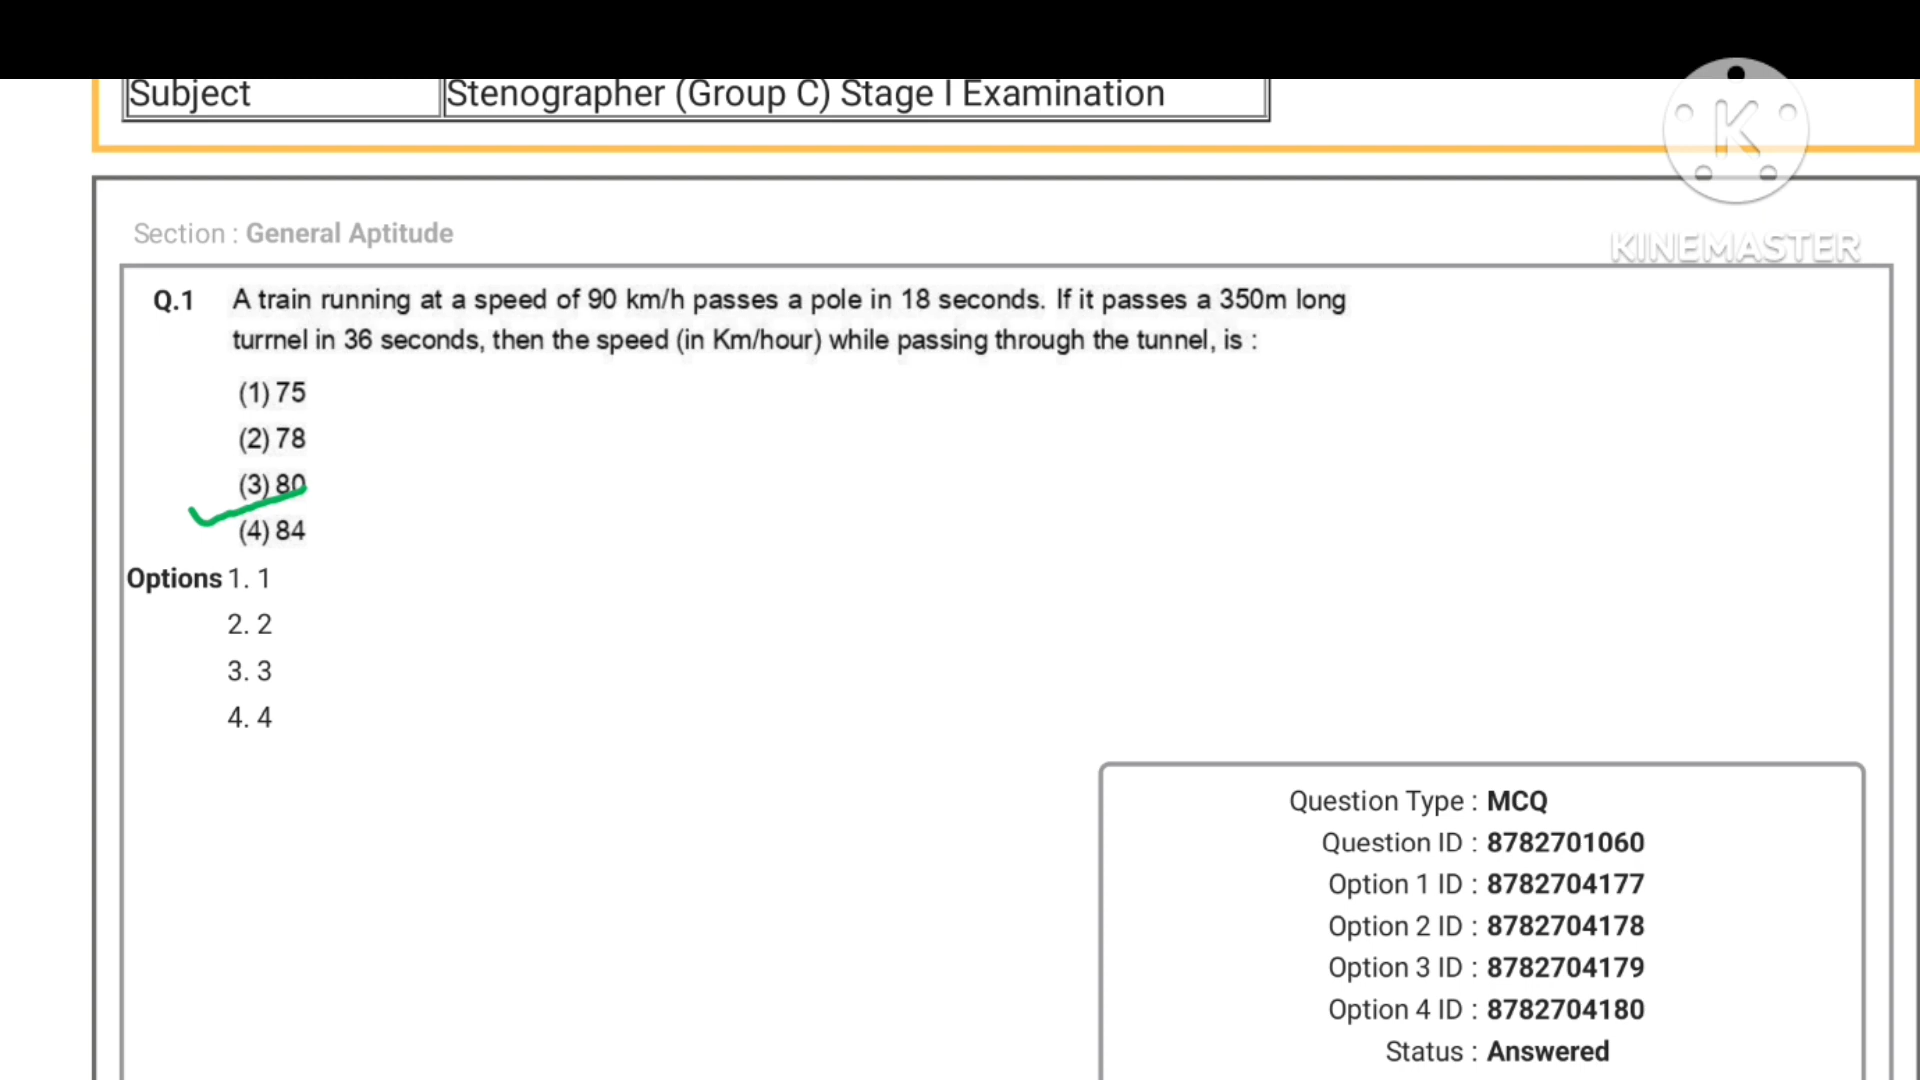 Subject Stenographer (Group C) Stage I Examination
K
KINEMASTER
Section : General Aptitude
Q.1 A train running at a speed of 90 km/h passes a pole in 18 seconds. If it passes a 350m long
turrnel in 36 seconds, then the speed (in Km/hour) while passing through the tunnel, is :
(1) 75
(2) 78
(3) 80
(4) 84
Options 1. 1
2. 2
3. 3
4. 4
Question Type : MCQ
Question ID : 8782701060
Option 1 ID : 8782704177
Option 2 ID : 8782704178
Option 3 ID : 8782704179
Option 4 ID : 8782704180
Status : Answered